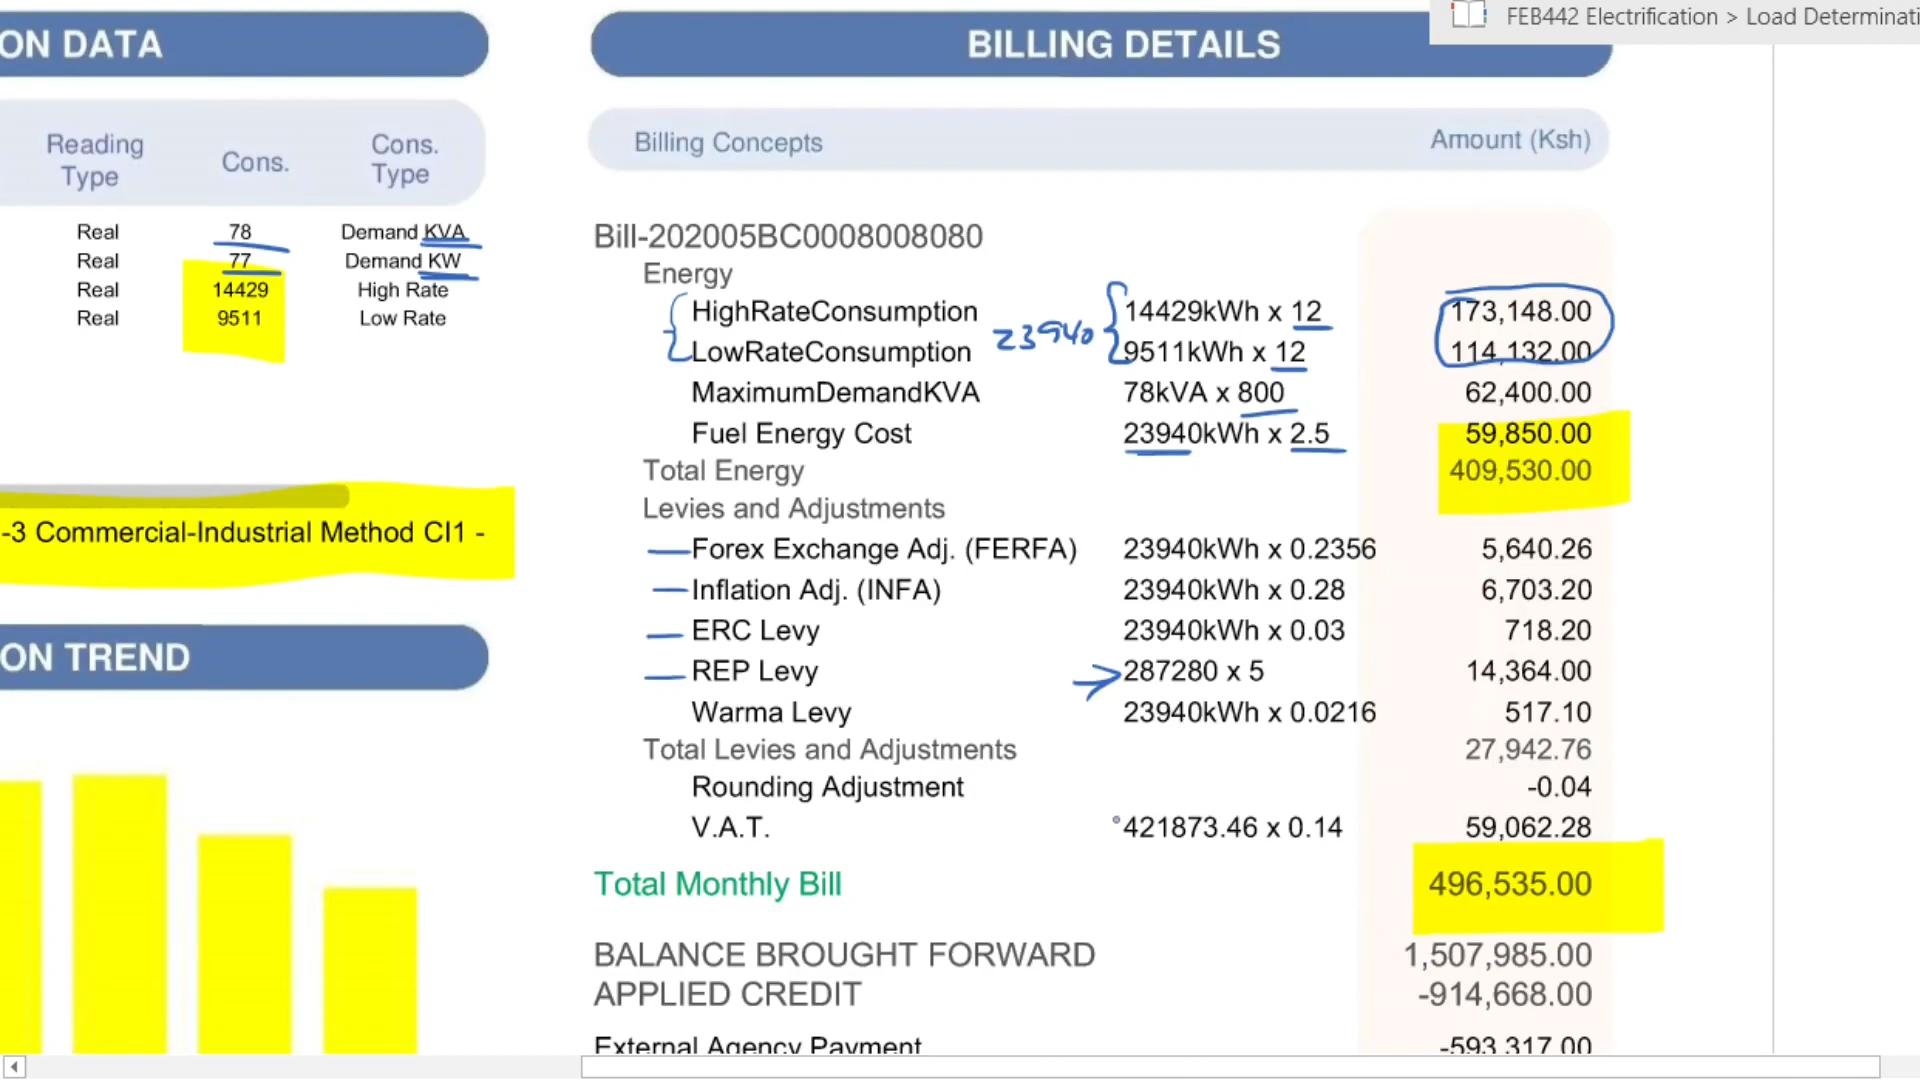 FEB442 Electrification > Load Determinati
ON DATA
Reading Type Cons. Cons. Type
Real 78 Demand KVA
Real 77 Demand KW
Real 14429 High Rate
Real 9511 Low Rate
-3 Commercial-Industrial Method CI1 -
ON TREND
BILLING DETAILS
Billing Concepts Amount (Ksh)
Bill-202005BC0008008080
Energy
HighRateConsumption 14429kWh x 12 173,148.00
23940
LowRateConsumption 9511kWh x 12 114,132.00
MaximumDemandKVA 78kVA x 800 62,400.00
Fuel Energy Cost 23940kWh x 2.5 59,850.00
Total Energy 409,530.00
Levies and Adjustments
Forex Exchange Adj. (FERFA) 23940kWh x 0.2356 5,640.26
Inflation Adj. (INFA) 23940kWh x 0.28 6,703.20
ERC Levy 23940kWh x 0.03 718.20
REP Levy 287280 x 5 14,364.00
Warma Levy 23940kWh x 0.0216 517.10
Total Levies and Adjustments 27,942.76
Rounding Adjustment -0.04
V.A.T. 421873.46 x 0.14 59,062.28
Total Monthly Bill 496,535.00
BALANCE BROUGHT FORWARD 1,507,985.00
APPLIED CREDIT -914,668.00
External Agency Payment -593,317.00